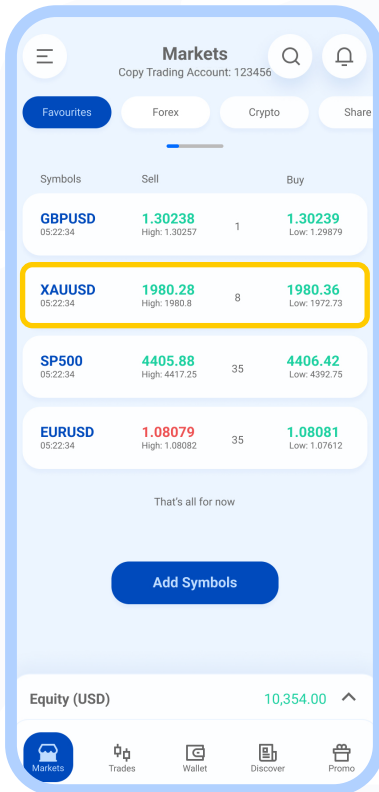 Markets
Copy Trading Account: 123456
Favourites Forex Crypto Share
Symbols Sell Buy
GBPUSD 1.30238 1 1.30239
05:22:34 High: 1.30257 Low: 1.29879
XAUUSD 1980.28 8 1980.36
05:22:34 High: 1980.8 Low: 1972.73
SP500 4405.88 35 4406.42
05:22:34 High: 4417.25 Low: 4392.75
EURUSD 1.08079 35 1.08081
05:22:34 High: 1.08082 Low: 1.07612
That's all for now
Add Symbols
Equity (USD) 10,354.00
Markets Trades Wallet Discover Promo